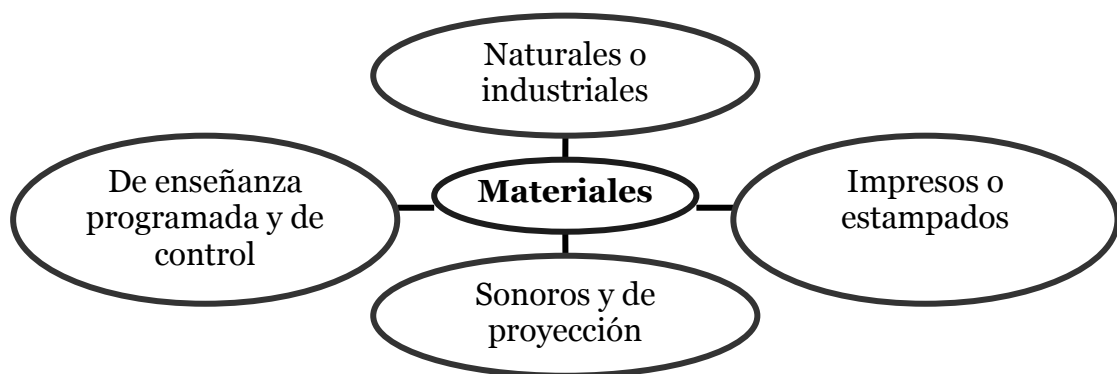 Naturales o
industriales
De enseñanza
programada y de
control
Materiales
Impresos o
estampados
Sonoros y de
proyección